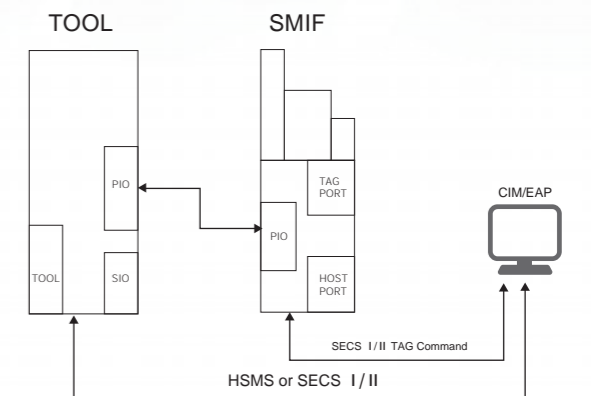 TOOL
SMIF
PIO
TAG
PORT
CIM/EAP
PIO
TOOL
SIO
HOST
PORT
SECS I/II TAG Command
HSMS or SECS I/II